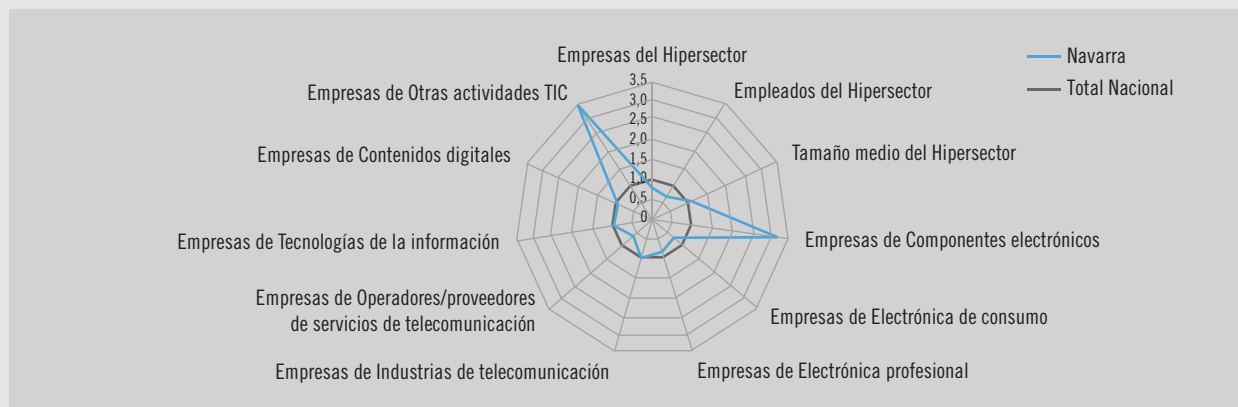 Empresas del Hipersector
Navarra
Total Nacional
Empleados del Hipersector
Tamaño medio del Hipersector
Empresas de Componentes electrónicos
Empresas de Electrónica de consumo
Empresas de Electrónica profesional
Empresas de Industrias de telecomunicación
Empresas de Operadores/proveedores
de servicios de telecomunicación
Empresas de Tecnologías de la información
Empresas de Contenidos digitales
Empresas de Otras actividades TIC
3,5
3,0
2,5
2,0
1,5
1,0
0,5
0